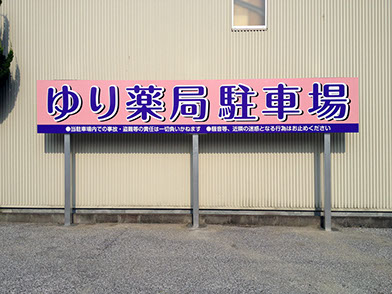 ゆり薬局駐車場
●当駐車場内での事故・盗難等の責任は一切負いかねます ●騒音等、近隣の迷惑となる行為はお止めください